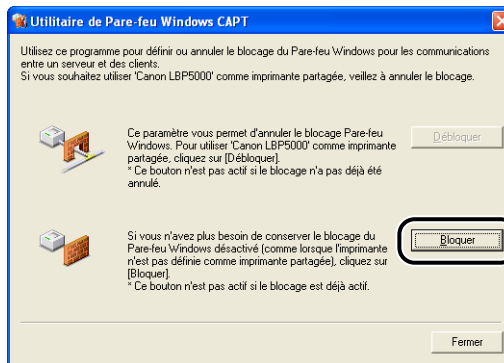 Utilitaire de Pare-feu Windows CAPT
Utilisez ce programme pour définir ou annuler le blocage du Pare-feu Windows pour les communications
entre un serveur et des clients.
Si vous souhaitez utiliser 'Canon LBP5000' comme imprimante partagée, veillez à annuler le blocage.
Ce paramètre vous permet d'annuler le blocage Pare-feu
Windows. Pour utiliser 'Canon LBP5000' comme imprimante
partagée, cliquez sur [Débloquer].
* Ce bouton n'est pas actif si le blocage n'a pas déjà été
annulé.
Débloquer
Si vous n'avez plus besoin de conserver le blocage du
Pare-feu Windows désactivé (comme lorsque l'imprimante
n'est pas définie comme imprimante partagée), cliquez sur
[Bloquer].
* Ce bouton n'est pas actif si le blocage est déjà actif.
Bloquer
Fermer